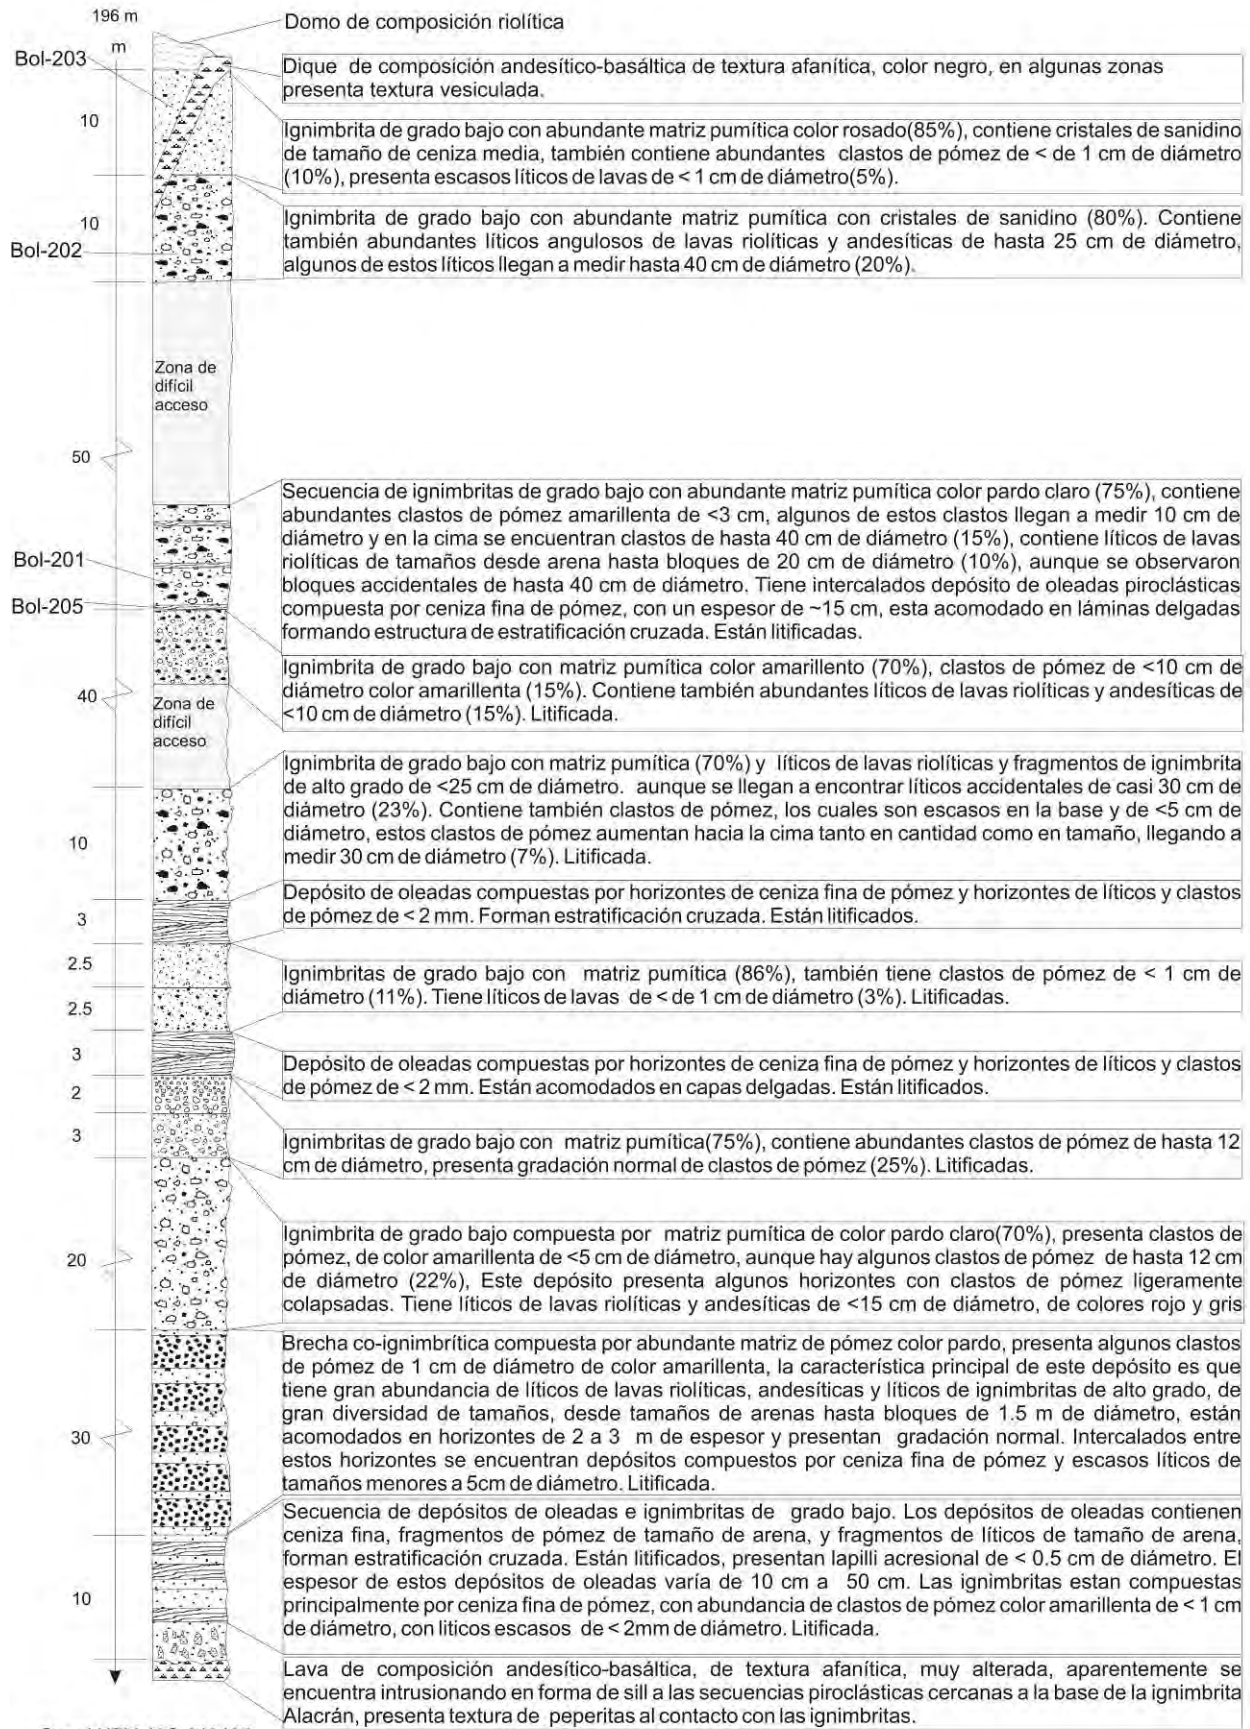 196 m
m
Domo de composición riolítica
Bol-203
Dique de composición andesítico-basáltica de textura afanítica, color negro, en algunas zonas
presenta textura vesiculada.
10
Ignimbrita de grado bajo con abundante matriz pumítica color rosado(85%), contiene cristales de sanidino
de tamaño de ceniza media, también contiene abundantes clastos de pómez de < de 1 cm de diámetro
(10%), presenta escasos líticos de lavas de < 1 cm de diámetro(5%).
10
Bol-202
Ignimbrita de grado bajo con abundante matriz pumítica con cristales de sanidino (80%). Contiene
también abundantes líticos angulosos de lavas riolíticas y andesíticas de hasta 25 cm de diámetro,
algunos de estos líticos llegan a medir hasta 40 cm de diámetro (20%).
Zona de
difícil
acceso
50
Secuencia de ignimbritas de grado bajo con abundante matriz pumítica color pardo claro (75%), contiene
abundantes clastos de pómez amarillenta de <3 cm, algunos de estos clastos llegan a medir 10 cm de
diámetro y en la cima se encuentran clastos de hasta 40 cm de diámetro (15%), contiene líticos de lavas
riolíticas de tamaños desde arena hasta bloques de 20 cm de diámetro (10%), aunque se observaron
bloques accidentales de hasta 40 cm de diámetro. Tiene intercalados depósito de oleadas piroclásticas
compuesta por ceniza fina de pómez, con un espesor de ~15 cm, esta acomodado en láminas delgadas
formando estructura de estratificación cruzada. Están litificadas.
Bol-201
Bol-205
Ignimbrita de grado bajo con matriz pumítica color amarillento (70%), clastos de pómez de <10 cm de
diámetro color amarillenta (15%). Contiene también abundantes líticos de lavas riolíticas y andesíticas de
<10 cm de diámetro (15%). Litificada.
40
Zona de
difícil
acceso
Ignimbrita de grado bajo con matriz pumítica (70%) y líticos de lavas riolíticas y fragmentos de ignimbrita
de alto grado de <25 cm de diámetro. aunque se llegan a encontrar líticos accidentales de casi 30 cm de
diámetro (23%). Contiene también clastos de pómez, los cuales son escasos en la base y de <5 cm de
diámetro, estos clastos de pómez aumentan hacia la cima tanto en cantidad como en tamaño, llegando a
medir 30 cm de diámetro (7%). Litificada.
10
Depósito de oleadas compuestas por horizontes de ceniza fina de pómez y horizontes de líticos y clastos
de pómez de < 2 mm. Forman estratificación cruzada. Están litificados.
3
2.5
Ignimbritas de grado bajo con matriz pumítica (86%), también tiene clastos de pómez de < 1 cm de
diámetro (11%). Tiene líticos de lavas de < de 1 cm de diámetro (3%). Litificadas.
2.5
3
Depósito de oleadas compuestas por horizontes de ceniza fina de pómez y horizontes de líticos y clastos
de pómez de < 2 mm. Están acomodados en capas delgadas. Están litificados.
2
3
Ignimbritas de grado bajo con matriz pumítica(75%), contiene abundantes clastos de pómez de hasta 12
cm de diámetro, presenta gradación normal de clastos de pómez (25%). Litificadas.
20
Ignimbrita de grado bajo compuesta por matriz pumítica de color pardo claro(70%), presenta clastos de
pómez, de color amarillenta de <5 cm de diámetro, aunque hay algunos clastos de pómez de hasta 12 cm
de diámetro (22%), Este depósito presenta algunos horizontes con clastos de pómez ligeramente
colapsadas. Tiene líticos de lavas riolíticas y andesíticas de <15 cm de diámetro, de colores rojo y gris
Brecha co-ignimbrítica compuesta por abundante matriz de pómez color pardo, presenta algunos clastos
de pómez de 1 cm de diámetro de color amarillenta, la característica principal de este depósito es que
tiene gran abundancia de líticos de lavas riolíticas, andesíticas y líticos de ignimbritas de alto grado, de
gran diversidad de tamaños, desde tamaños de arenas hasta bloques de 1.5 m de diámetro, están
acomodados en horizontes de 2 a 3 m de espesor y presentan gradación normal. Intercalados entre
estos horizontes se encuentran depósitos compuestos por ceniza fina de pómez y escasos líticos de
tamaños menores a 5cm de diámetro. Litificada.
30
Secuencia de depósitos de oleadas e ignimbritas de grado bajo. Los depósitos de oleadas contienen
ceniza fina, fragmentos de pómez de tamaño de arena, y fragmentos de líticos de tamaño de arena,
forman estratificación cruzada. Están litificados, presentan lapilli acresional de < 0.5 cm de diámetro. El
espesor de estos depósitos de oleadas varía de 10 cm a 50 cm. Las ignimbritas estan compuestas
principalmente por ceniza fina de pómez, con abundancia de clastos de pómez color amarillenta de < 1 cm
de diámetro, con liticos escasos de < 2mm de diámetro. Litificada.
10
Lava de composición andesítico-basáltica, de textura afanítica, muy alterada, aparentemente se
encuentra intrusionando en forma de sill a las secuencias piroclásticas cercanas a la base de la ignimbrita
Alacrán, presenta textura de peperitas al contacto con las ignimbritas.